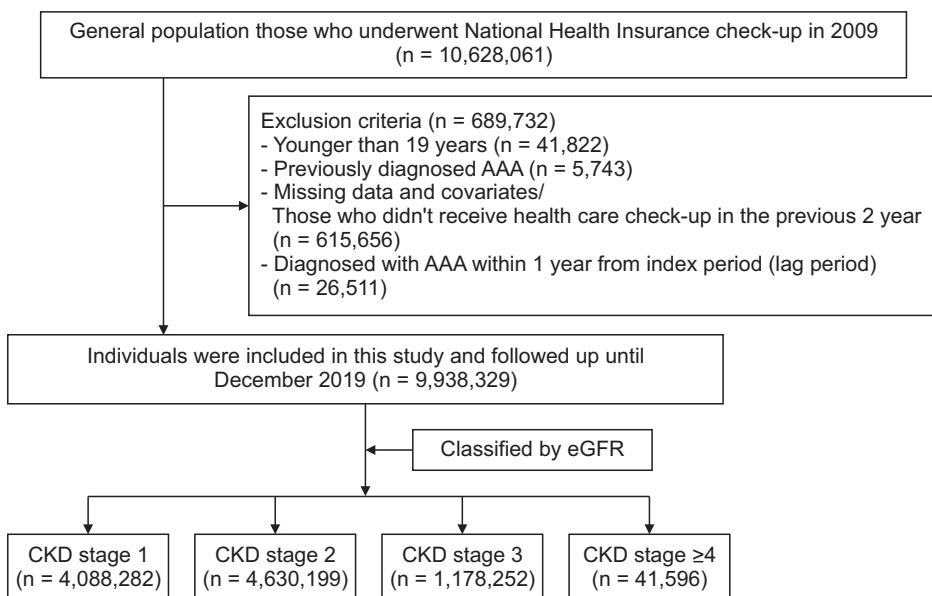 General population those who underwent National Health Insurance check-up in 2009
(n = 10,628,061)
Exclusion criteria (n = 689,732)
- Younger than 19 years (n = 41,822)
- Previously diagnosed AAA (n = 5,743)
- Missing data and covariates/
Those who didn't receive health care check-up in the previous 2 year
(n = 615,656)
- Diagnosed with AAA within 1 year from index period (lag period)
(n = 26,511)
Individuals were included in this study and followed up until
December 2019 (n = 9,938,329)
Classified by eGFR
CKD stage 1
(n = 4,088,282)
CKD stage 2
(n = 4,630,199)
CKD stage 3
(n = 1,178,252)
CKD stage ≥4
(n = 41,596)